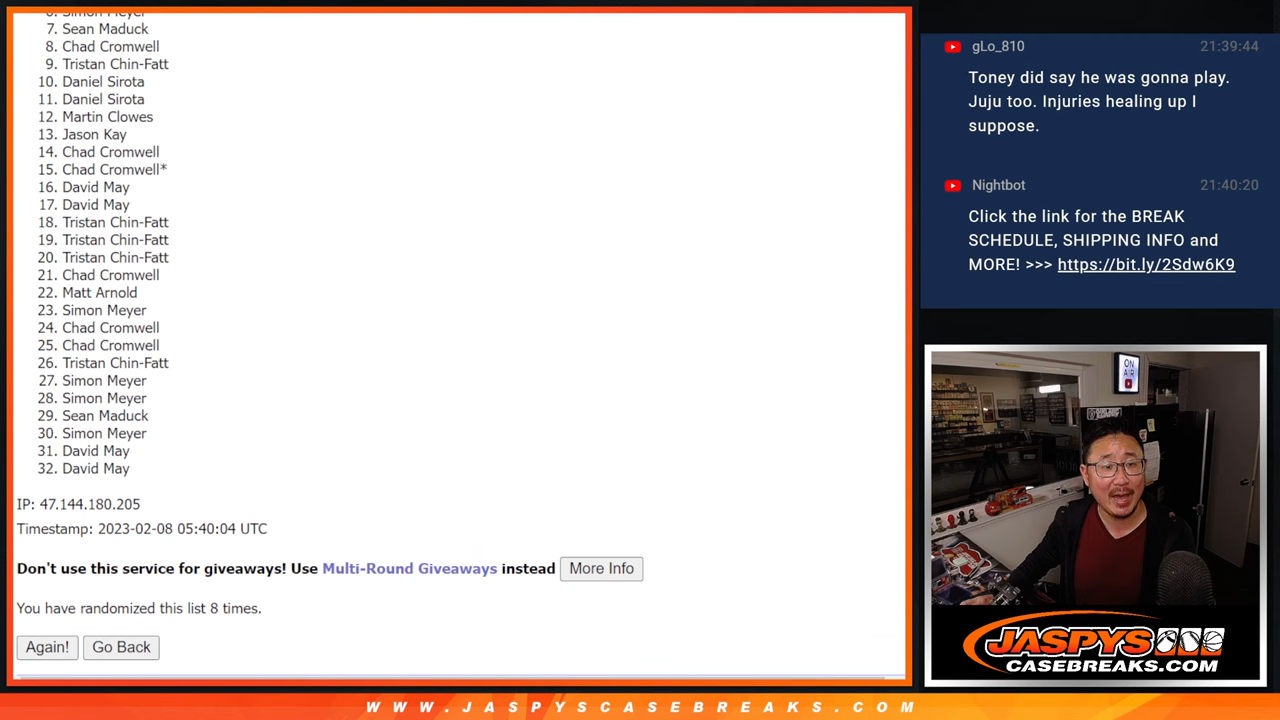 6. Simon Meyer
7. Sean Maduck
8. Chad Cromwell
9. Tristan Chin-Fatt
10. Daniel Sirota
11. Daniel Sirota
12. Martin Clowes
13. Jason Kay
14. Chad Cromwell
15. Chad Cromwell*
16. David May
17. David May
18. Tristan Chin-Fatt
19. Tristan Chin-Fatt
20. Tristan Chin-Fatt
21. Chad Cromwell
22. Matt Arnold
23. Simon Meyer
24. Chad Cromwell
25. Chad Cromwell
26. Tristan Chin-Fatt
27. Simon Meyer
28. Simon Meyer
29. Sean Maduck
30. Simon Meyer
31. David May
32. David May
IP: 47.144.180.205
Timestamp: 2023-02-08 05:40:04 UTC
Don't use this service for giveaways! Use Multi-Round Giveaways instead More Info
You have randomized this list 8 times.
Again! Go Back
gLo_810 21:39:44
Toney did say he was gonna play.
Juju too. Injuries healing up I
suppose.
Nightbot 21:40:20
Click the link for the BREAK
SCHEDULE, SHIPPING INFO and
MORE! >>> https://bit.ly/2Sdw6K9
ON
AIR
JASPYS
CASEBREAKS.COM
WWW.JASPYSCASEBREAKS.COM